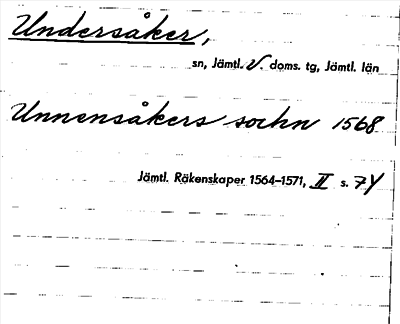 Undersåker,
sn, Jämtl. V. doms. tg, Jämtl. län
Unnensåkers sochn 1568
Jämtl. Räkenskaper 1564-1571, II s. 74